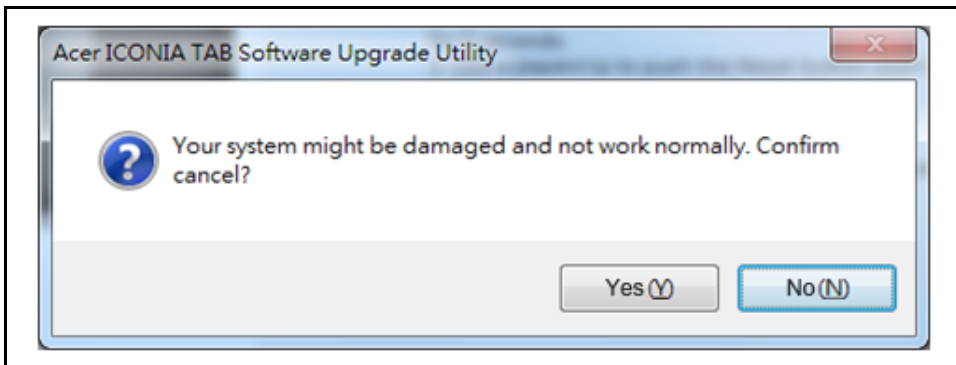 Acer ICONIA TAB Software Upgrade Utility
Your system might be damaged and not work normally. Confirm
cancel?
Yes(Y)
No(N)